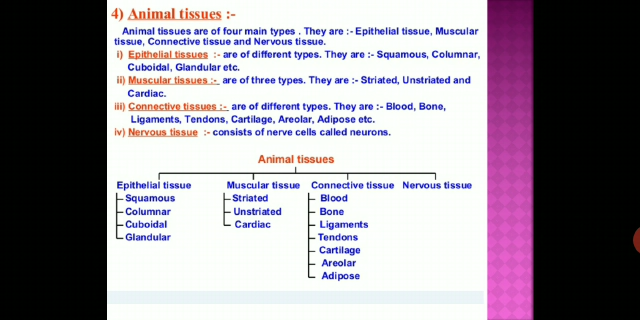 4) Animal tissues :-
Animal tissues are of four main types . They are :- Epithelial tissue, Muscular
tissue, Connective tissue and Nervous tissue.
i) Epithelial tissues :- are of different types. They are :- Squamous, Columnar,
Cuboidal, Glandular etc.
ii) Muscular tissues :- are of three types. They are :- Striated, Unstriated and
Cardiac.
iii) Connective tissues :- are of different types. They are :- Blood, Bone,
Ligaments, Tendons, Cartilage, Areolar, Adipose etc.
iv) Nervous tissue :- consists of nerve cells called neurons.
Animal tissues
Epithelial tissue Muscular tissue Connective tissue Nervous tissue
Squamous Striated Blood
Columnar Unstriated Bone
Cuboidal Cardiac Ligaments
Glandular Tendons
Cartilage
Areolar
Adipose